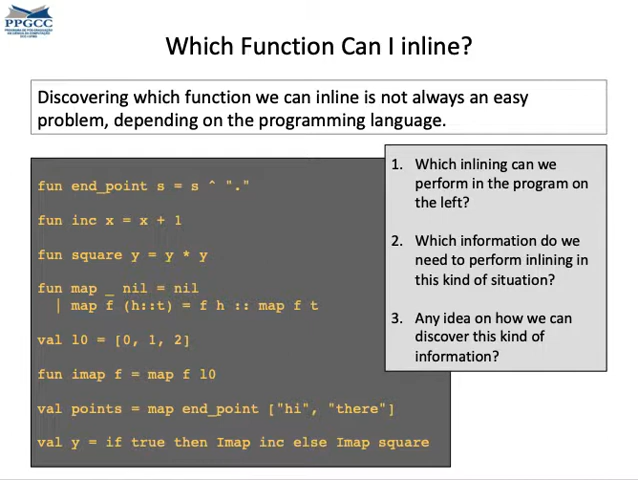 PPGCC
Which Function Can I inline?
Discovering which function we can inline is not always an easy
problem, depending on the programming language.
fun end_point s = s ^ "."
fun inc x = x + 1
fun square y = y * y
fun map _ nil = nil
| map f (h::t) = f h :: map f t
val l0 = [0, 1, 2]
fun imap f = map f l0
val points = map end_point ["hi", "there"]
val y = if true then Imap inc else Imap square
1. Which inlining can we
perform in the program on
the left?
2. Which information do we
need to perform inlining in
this kind of situation?
3. Any idea on how we can
discover this kind of
information?